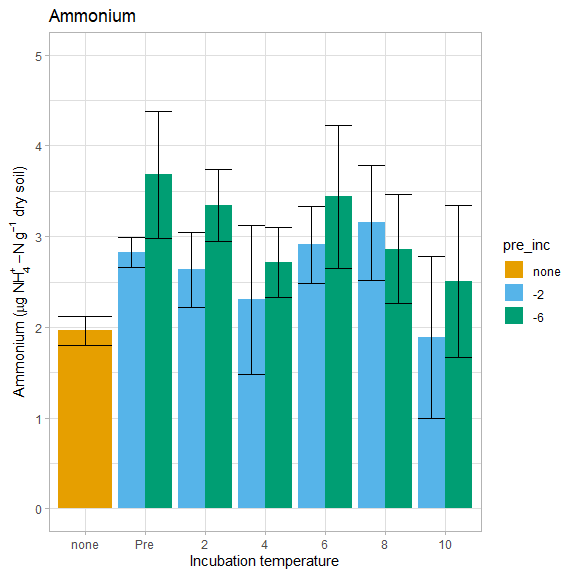 Ammonium
5
4
3
2
1
0
Ammonium (μg NH₄⁺ −N g⁻¹ dry soil)
none Pre 2 4 6 8 10
Incubation temperature
pre_inc
none
-2
-6